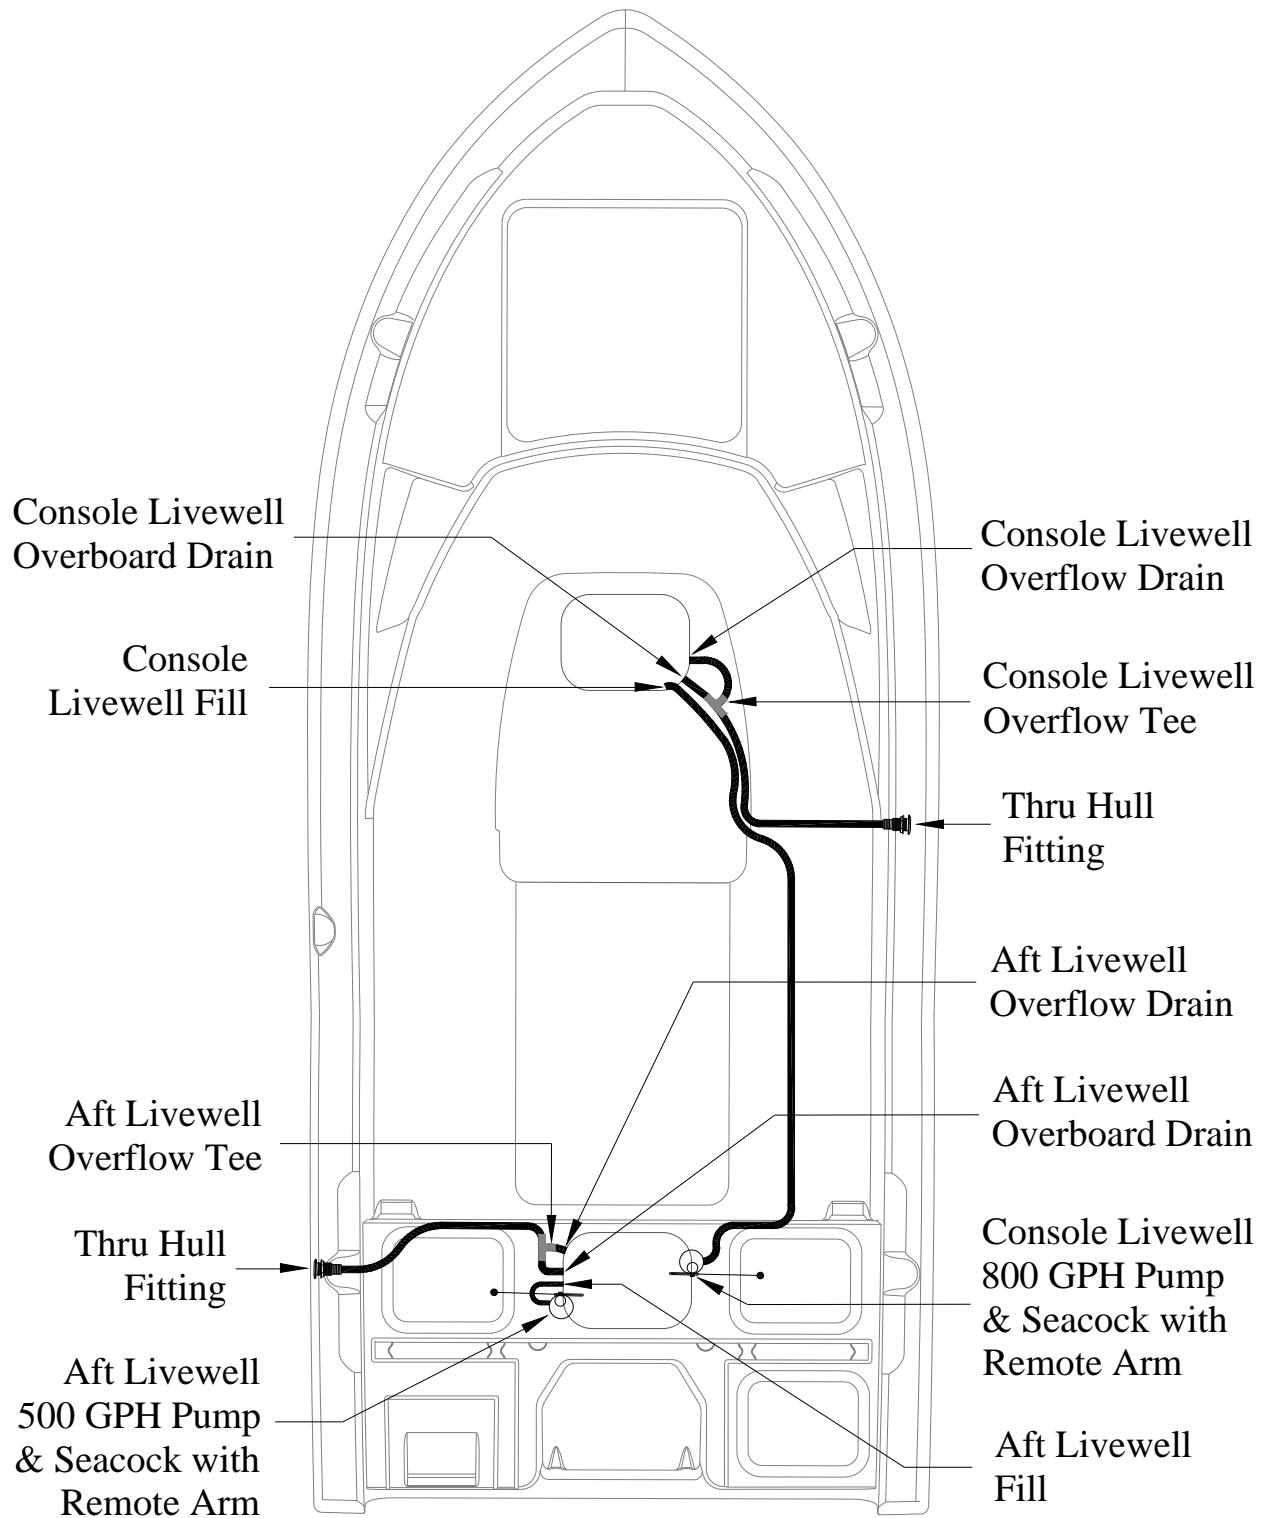 Console Livewell
Overboard Drain
Console Livewell
Overflow Drain
Console
Livewell Fill
Console Livewell
Overflow Tee
Thru Hull
Fitting
Aft Livewell
Overflow Drain
Aft Livewell
Overboard Drain
Aft Livewell
Overflow Tee
Thru Hull
Fitting
Console Livewell
800 GPH Pump
& Seacock with
Remote Arm
Aft Livewell
500 GPH Pump
& Seacock with
Remote Arm
Aft Livewell
Fill